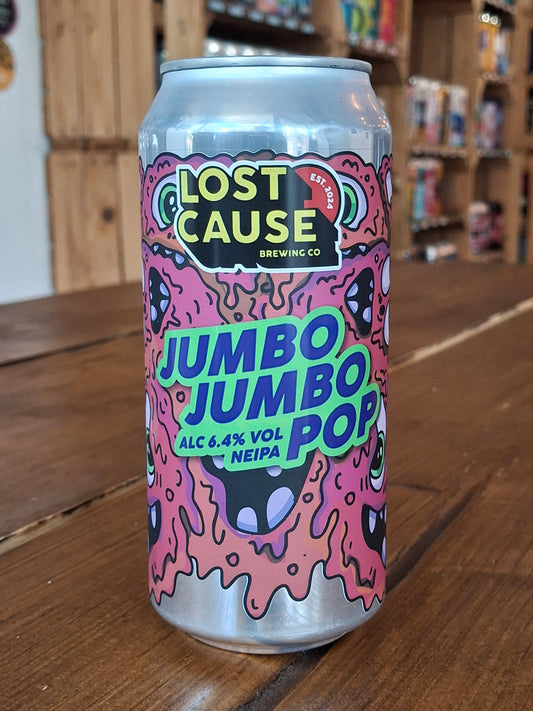 LOST
CAUSE
EST. 2024
BREWING CO
JUMBO
JUMBO
POP
ALC 6.4% VOL
NEIPA